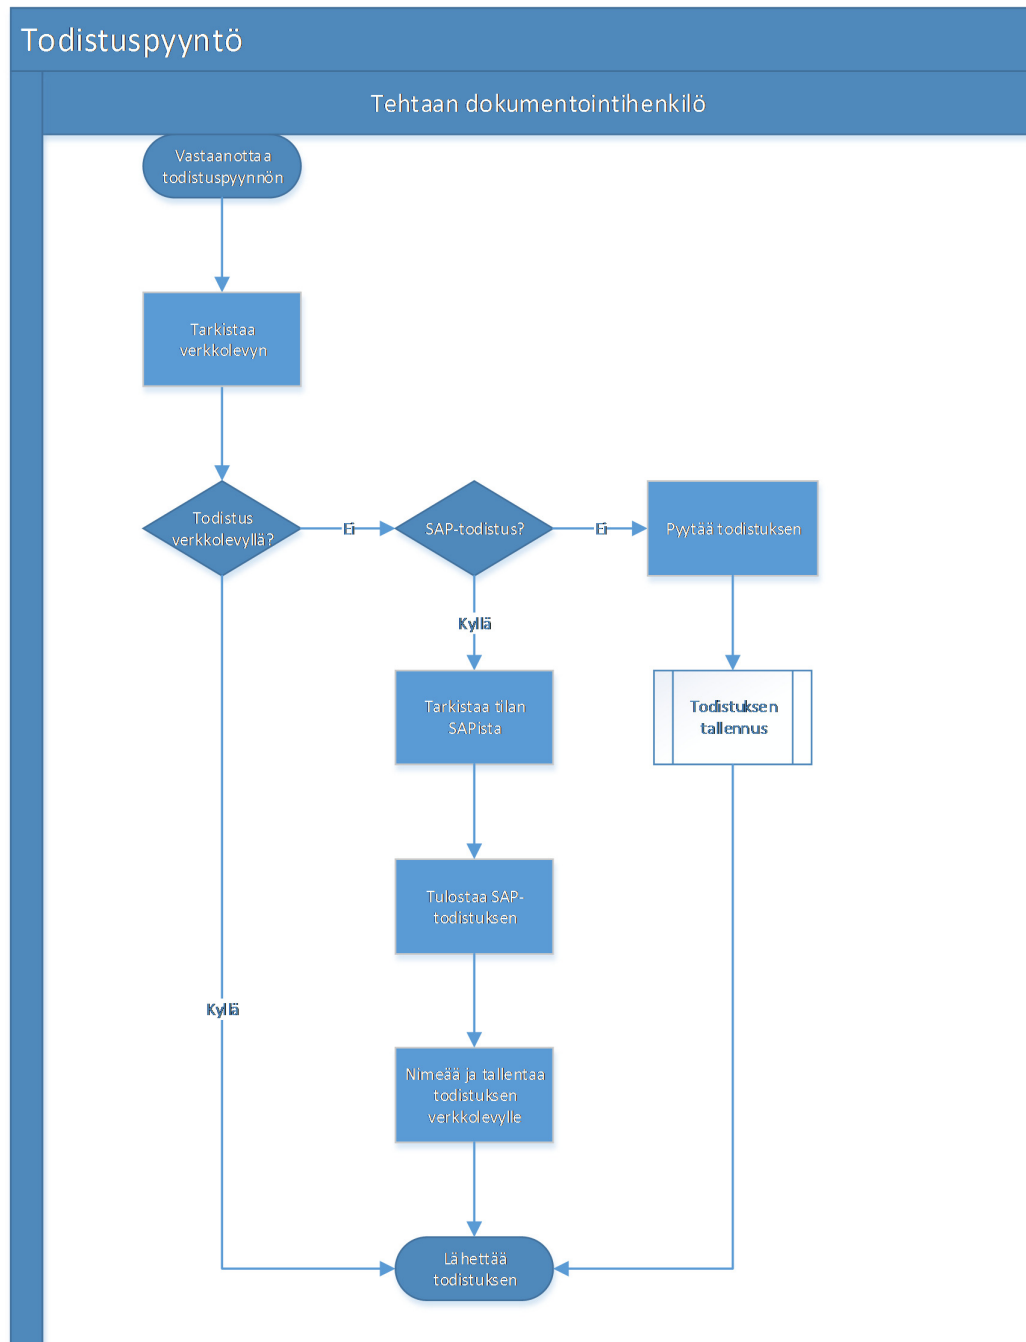 Todistuspyyntö
Tehtaan dokumentointihenkilö
Vastaanottaa
todistuspyynnön
Tarkistaa
verkkolevyn
Todistus
verkkolevyllä?
Ei
SAP-todistus?
Ei
Pyytää todistuksen
Kyllä
Tarkistaa tilan
SAPista
Todistuksen
tallennus
Tulostaa SAP-
todistuksen
Kyllä
Nimeää ja tallentaa
todistuksen
verkkolevylle
Lähettää
todistuksen